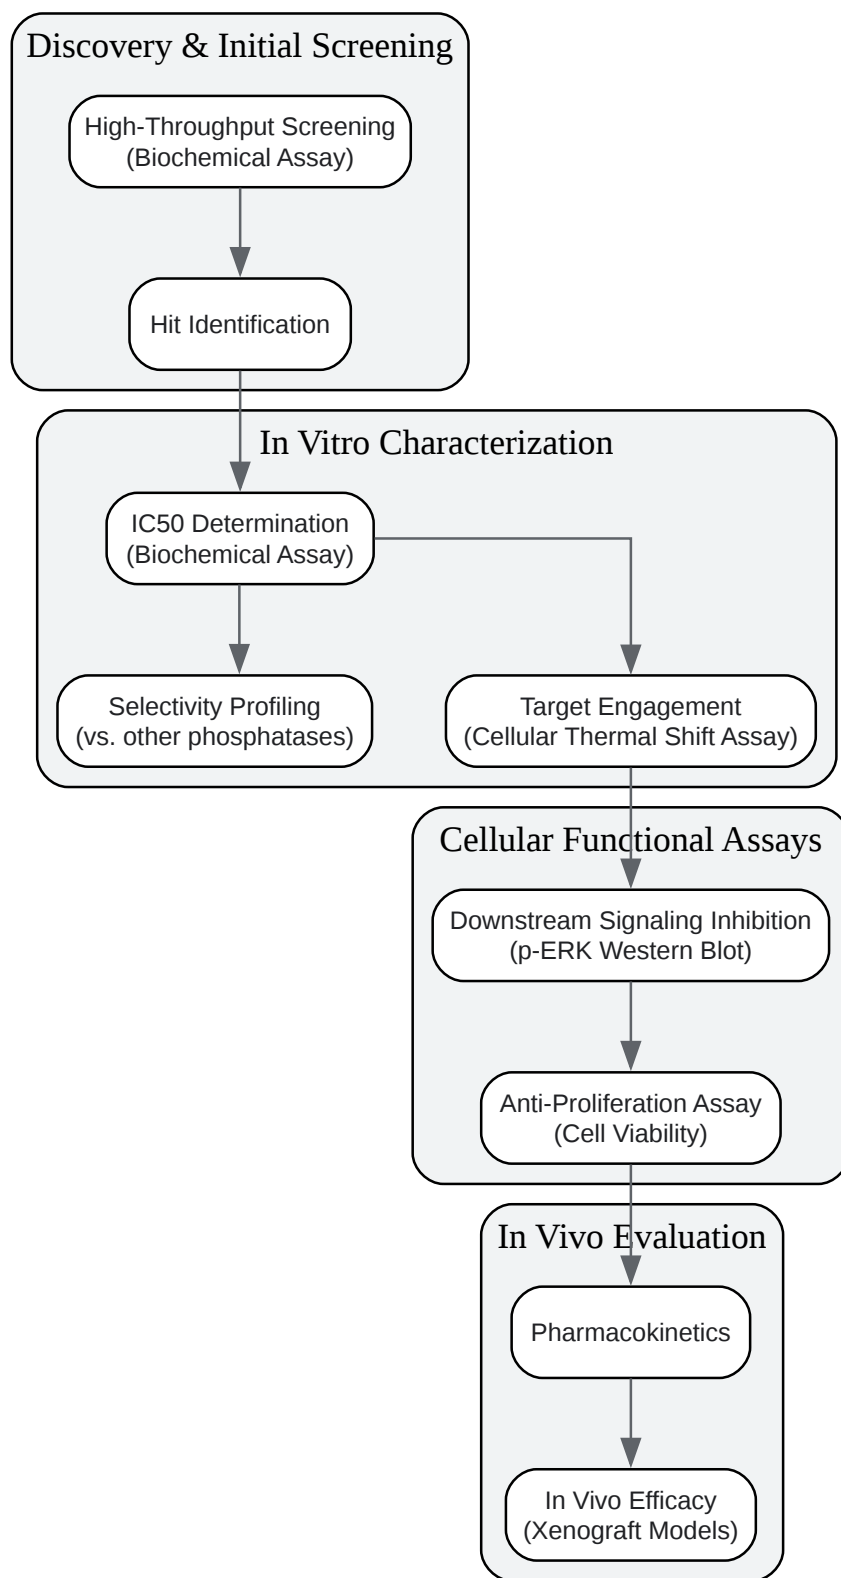 Discovery & Initial Screening
High-Throughput Screening
(Biochemical Assay)
Hit Identification
In Vitro Characterization
IC50 Determination
(Biochemical Assay)
Selectivity Profiling
(vs. other phosphatases)
Target Engagement
(Cellular Thermal Shift Assay)
Cellular Functional Assays
Downstream Signaling Inhibition
(p-ERK Western Blot)
Anti-Proliferation Assay
(Cell Viability)
In Vivo Evaluation
Pharmacokinetics
In Vivo Efficacy
(Xenograft Models)